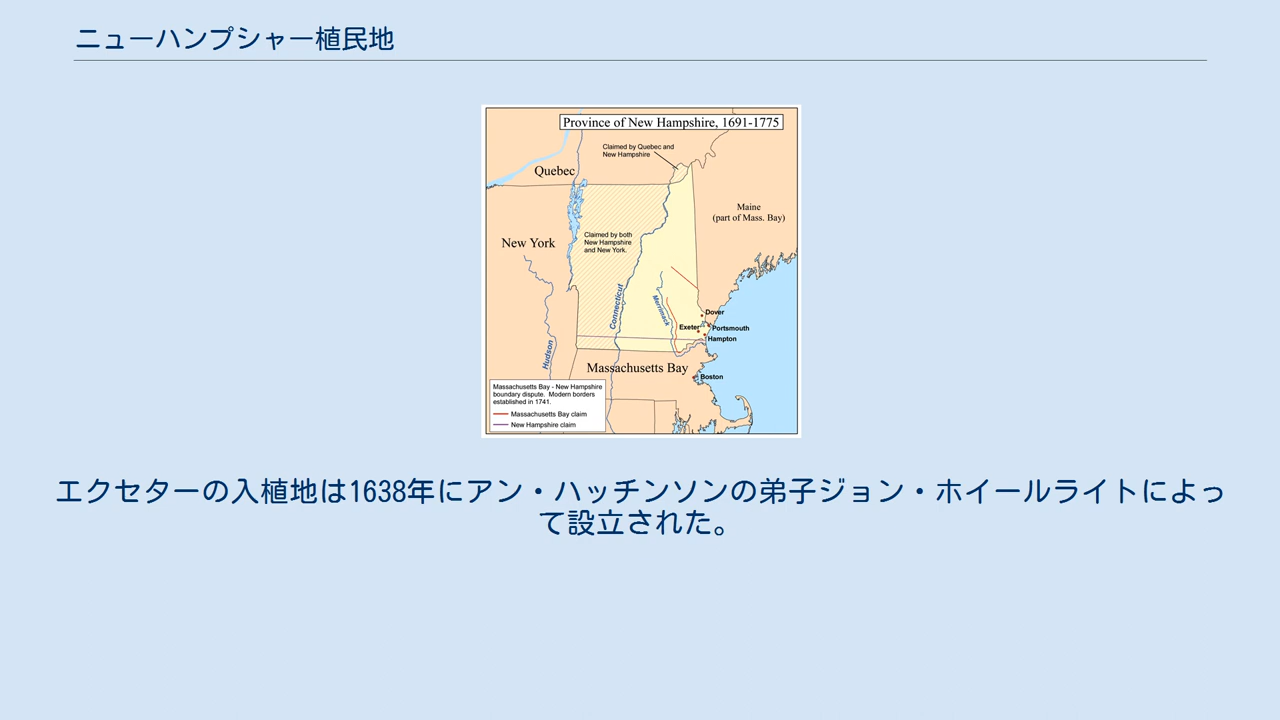 ニューハンプシャー植民地
Province of New Hampshire, 1691-1775
Claimed by Quebec and
New Hampshire
Quebec
Maine
(part of Mass. Bay)
Claimed by both
New Hampshire
and New York.
New York
Connecticut
Merrimack
Dover
Exeter
Portsmouth
Hampton
Hudson
Massachusetts Bay
Boston
Massachusetts Bay - New Hampshire
boundary dispute. Modern borders
established in 1741.
Massachusetts Bay claim
New Hampshire claim
エクセターの入植地は1638年にアン・ハッチンソンの弟子ジョン・ホイールライトによっ
て設立された。